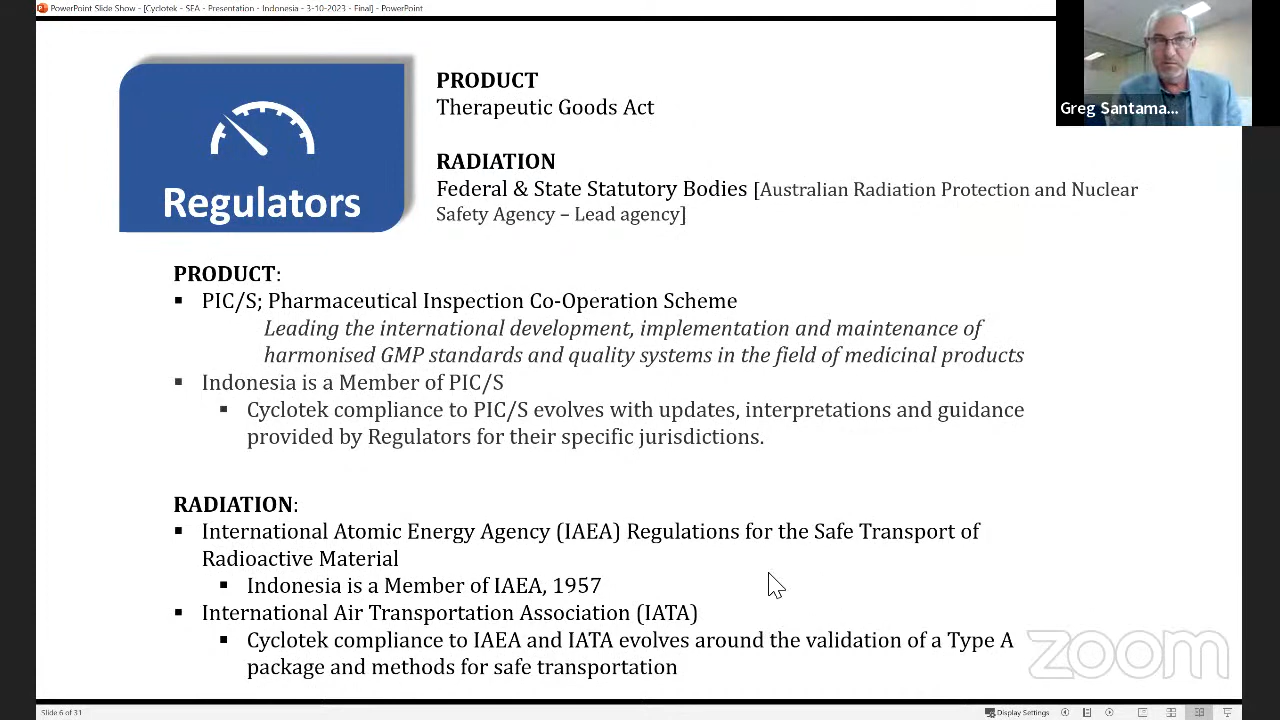 PowerPoint Slide Show - [Cyclotek - SEA - Presentation - Indonesia - 3-10-2023 - Final] - PowerPoint
Greg Santama...
Regulators
PRODUCT
Therapeutic Goods Act
RADIATION
Federal & State Statutory Bodies [Australian Radiation Protection and Nuclear
Safety Agency – Lead agency]
PRODUCT:
▪ PIC/S; Pharmaceutical Inspection Co-Operation Scheme
Leading the international development, implementation and maintenance of
harmonised GMP standards and quality systems in the field of medicinal products
▪ Indonesia is a Member of PIC/S
▪ Cyclotek compliance to PIC/S evolves with updates, interpretations and guidance
provided by Regulators for their specific jurisdictions.
RADIATION:
▪ International Atomic Energy Agency (IAEA) Regulations for the Safe Transport of
Radioactive Material
▪ Indonesia is a Member of IAEA, 1957
▪ International Air Transportation Association (IATA)
▪ Cyclotek compliance to IAEA and IATA evolves around the validation of a Type A
package and methods for safe transportation
zoom
Slide 6 of 31
Display Settings